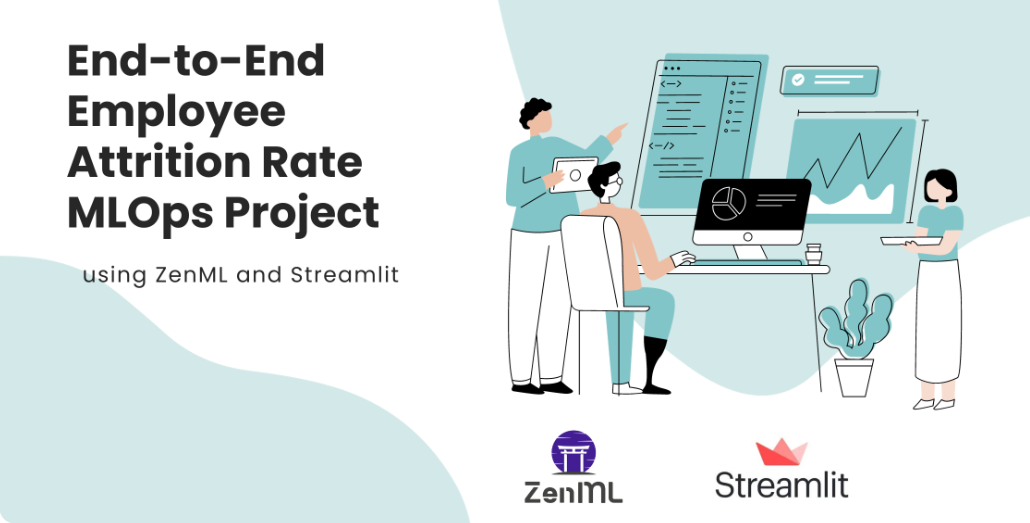 End-to-End
Employee
Attrition Rate
MLOps Project
using ZenML and Streamlit
<-->
</-->
ZenML
Streamlit